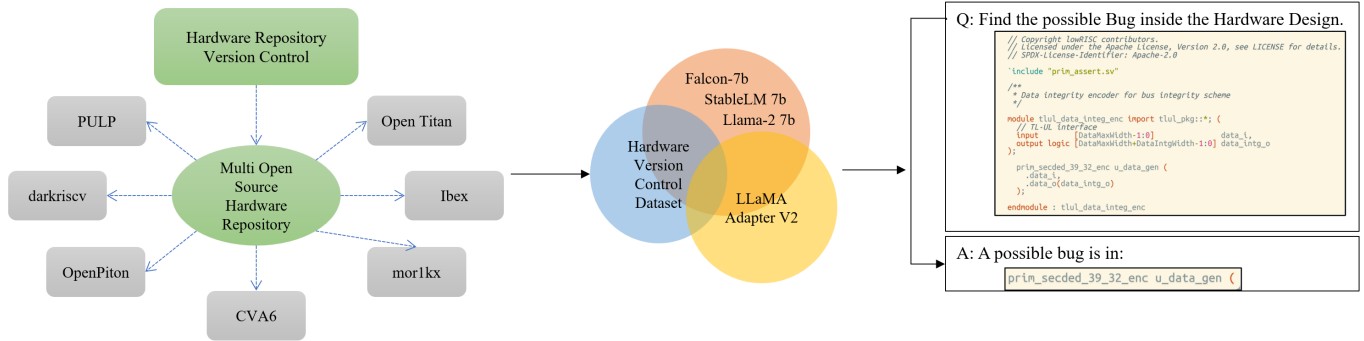 Hardware Repository
Version Control
PULP
Open Titan
darkriscv
Multi Open
Source
Hardware
Repository
Ibex
OpenPiton
mor1kx
CVA6
Falcon-7b
StableLM 7b
Llama-2 7b
Hardware
Version
Control
Dataset
LLaMA
Adapter V2
Q: Find the possible Bug inside the Hardware Design.
// Copyright lowRISC contributors.
// Licensed under the Apache License, Version 2.0, see LICENSE for details.
// SPDX-License-Identifier: Apache-2.0
`include "prim_assert.sv"
/**
* Data integrity encoder for bus integrity scheme
*/
module tlul_data_integ_enc import tlul_pkg::*; (
// TL-UL interface
input [DataMaxWidth-1:0] data_i,
output logic [DataMaxWidth+DataIntgWidth-1:0] data_intg_o
);
prim_secded_39_32_enc u_data_gen (
.data_i,
.data_o(data_intg_o)
);
endmodule : tlul_data_integ_enc
A: A possible bug is in:
prim_secded_39_32_enc u_data_gen (